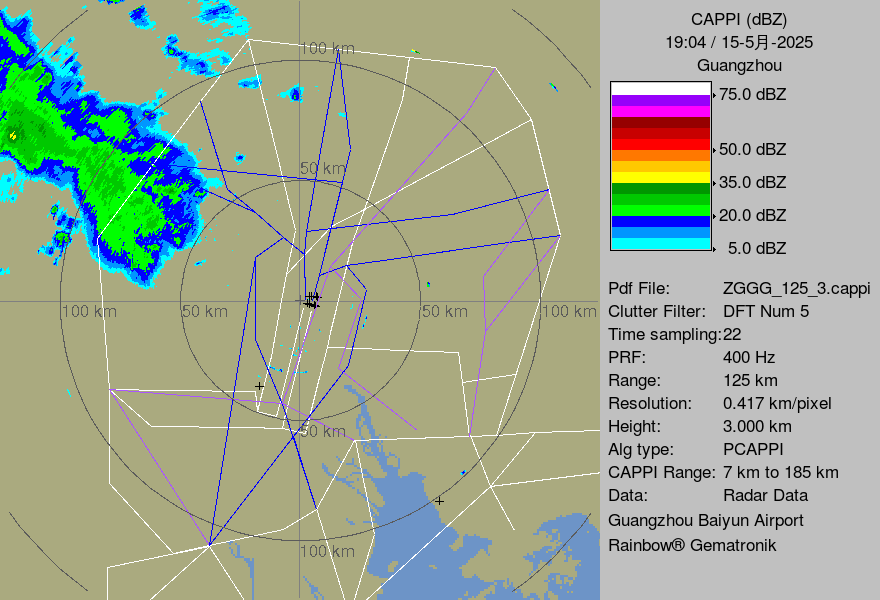 100 km
50 km
100 km
50 km
50 km
100 km
50 km
100 km
CAPPI (dBZ)
19:04 / 15-5月-2025
Guangzhou
75.0 dBZ
50.0 dBZ
35.0 dBZ
20.0 dBZ
5.0 dBZ
Pdf File: ZGGG_125_3.cappi
Clutter Filter: DFT Num 5
Time sampling:22
PRF: 400 Hz
Range: 125 km
Resolution: 0.417 km/pixel
Height: 3.000 km
Alg type: PCAPPI
CAPPI Range: 7 km to 185 km
Data: Radar Data
Guangzhou Baiyun Airport
Rainbow® Gematronik